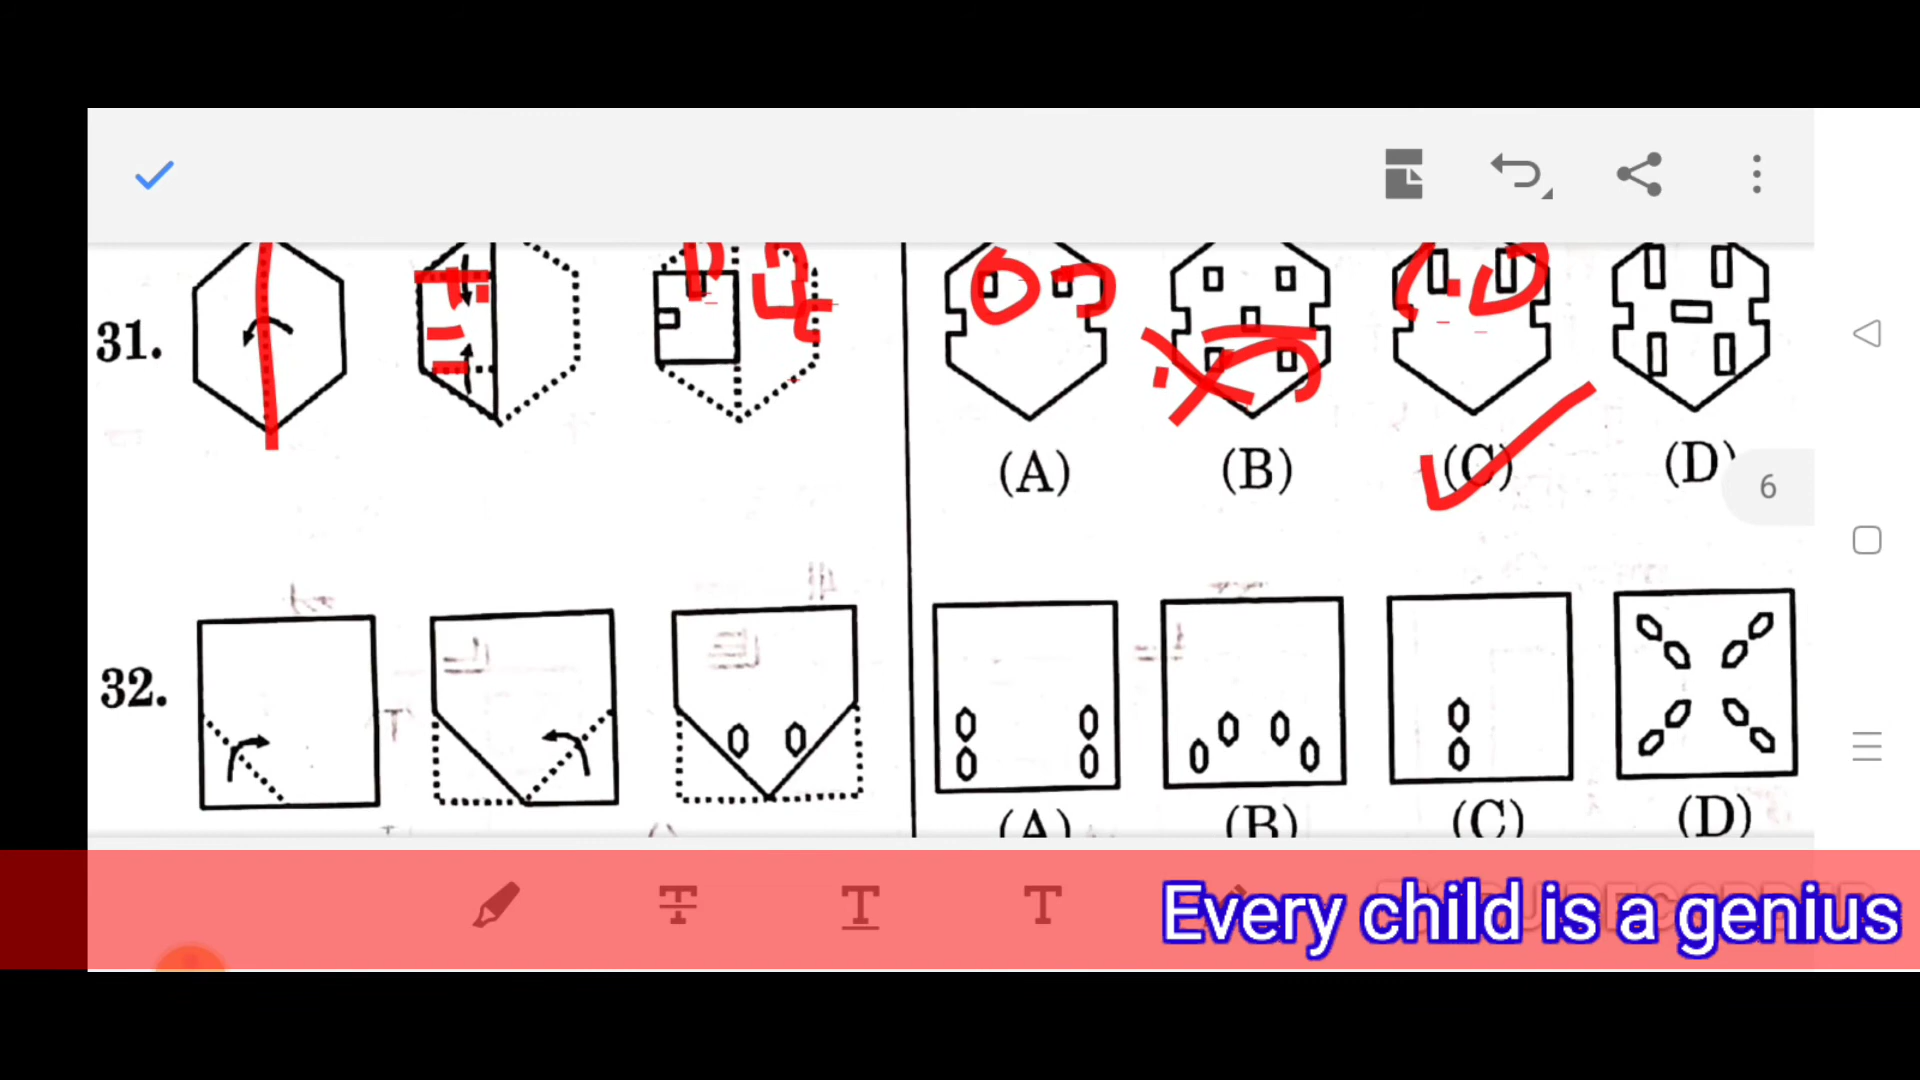 31.
(A) (B) (C) (D)
6
32.
(A) (B) (C) (D)
T T T
Every child is a genius